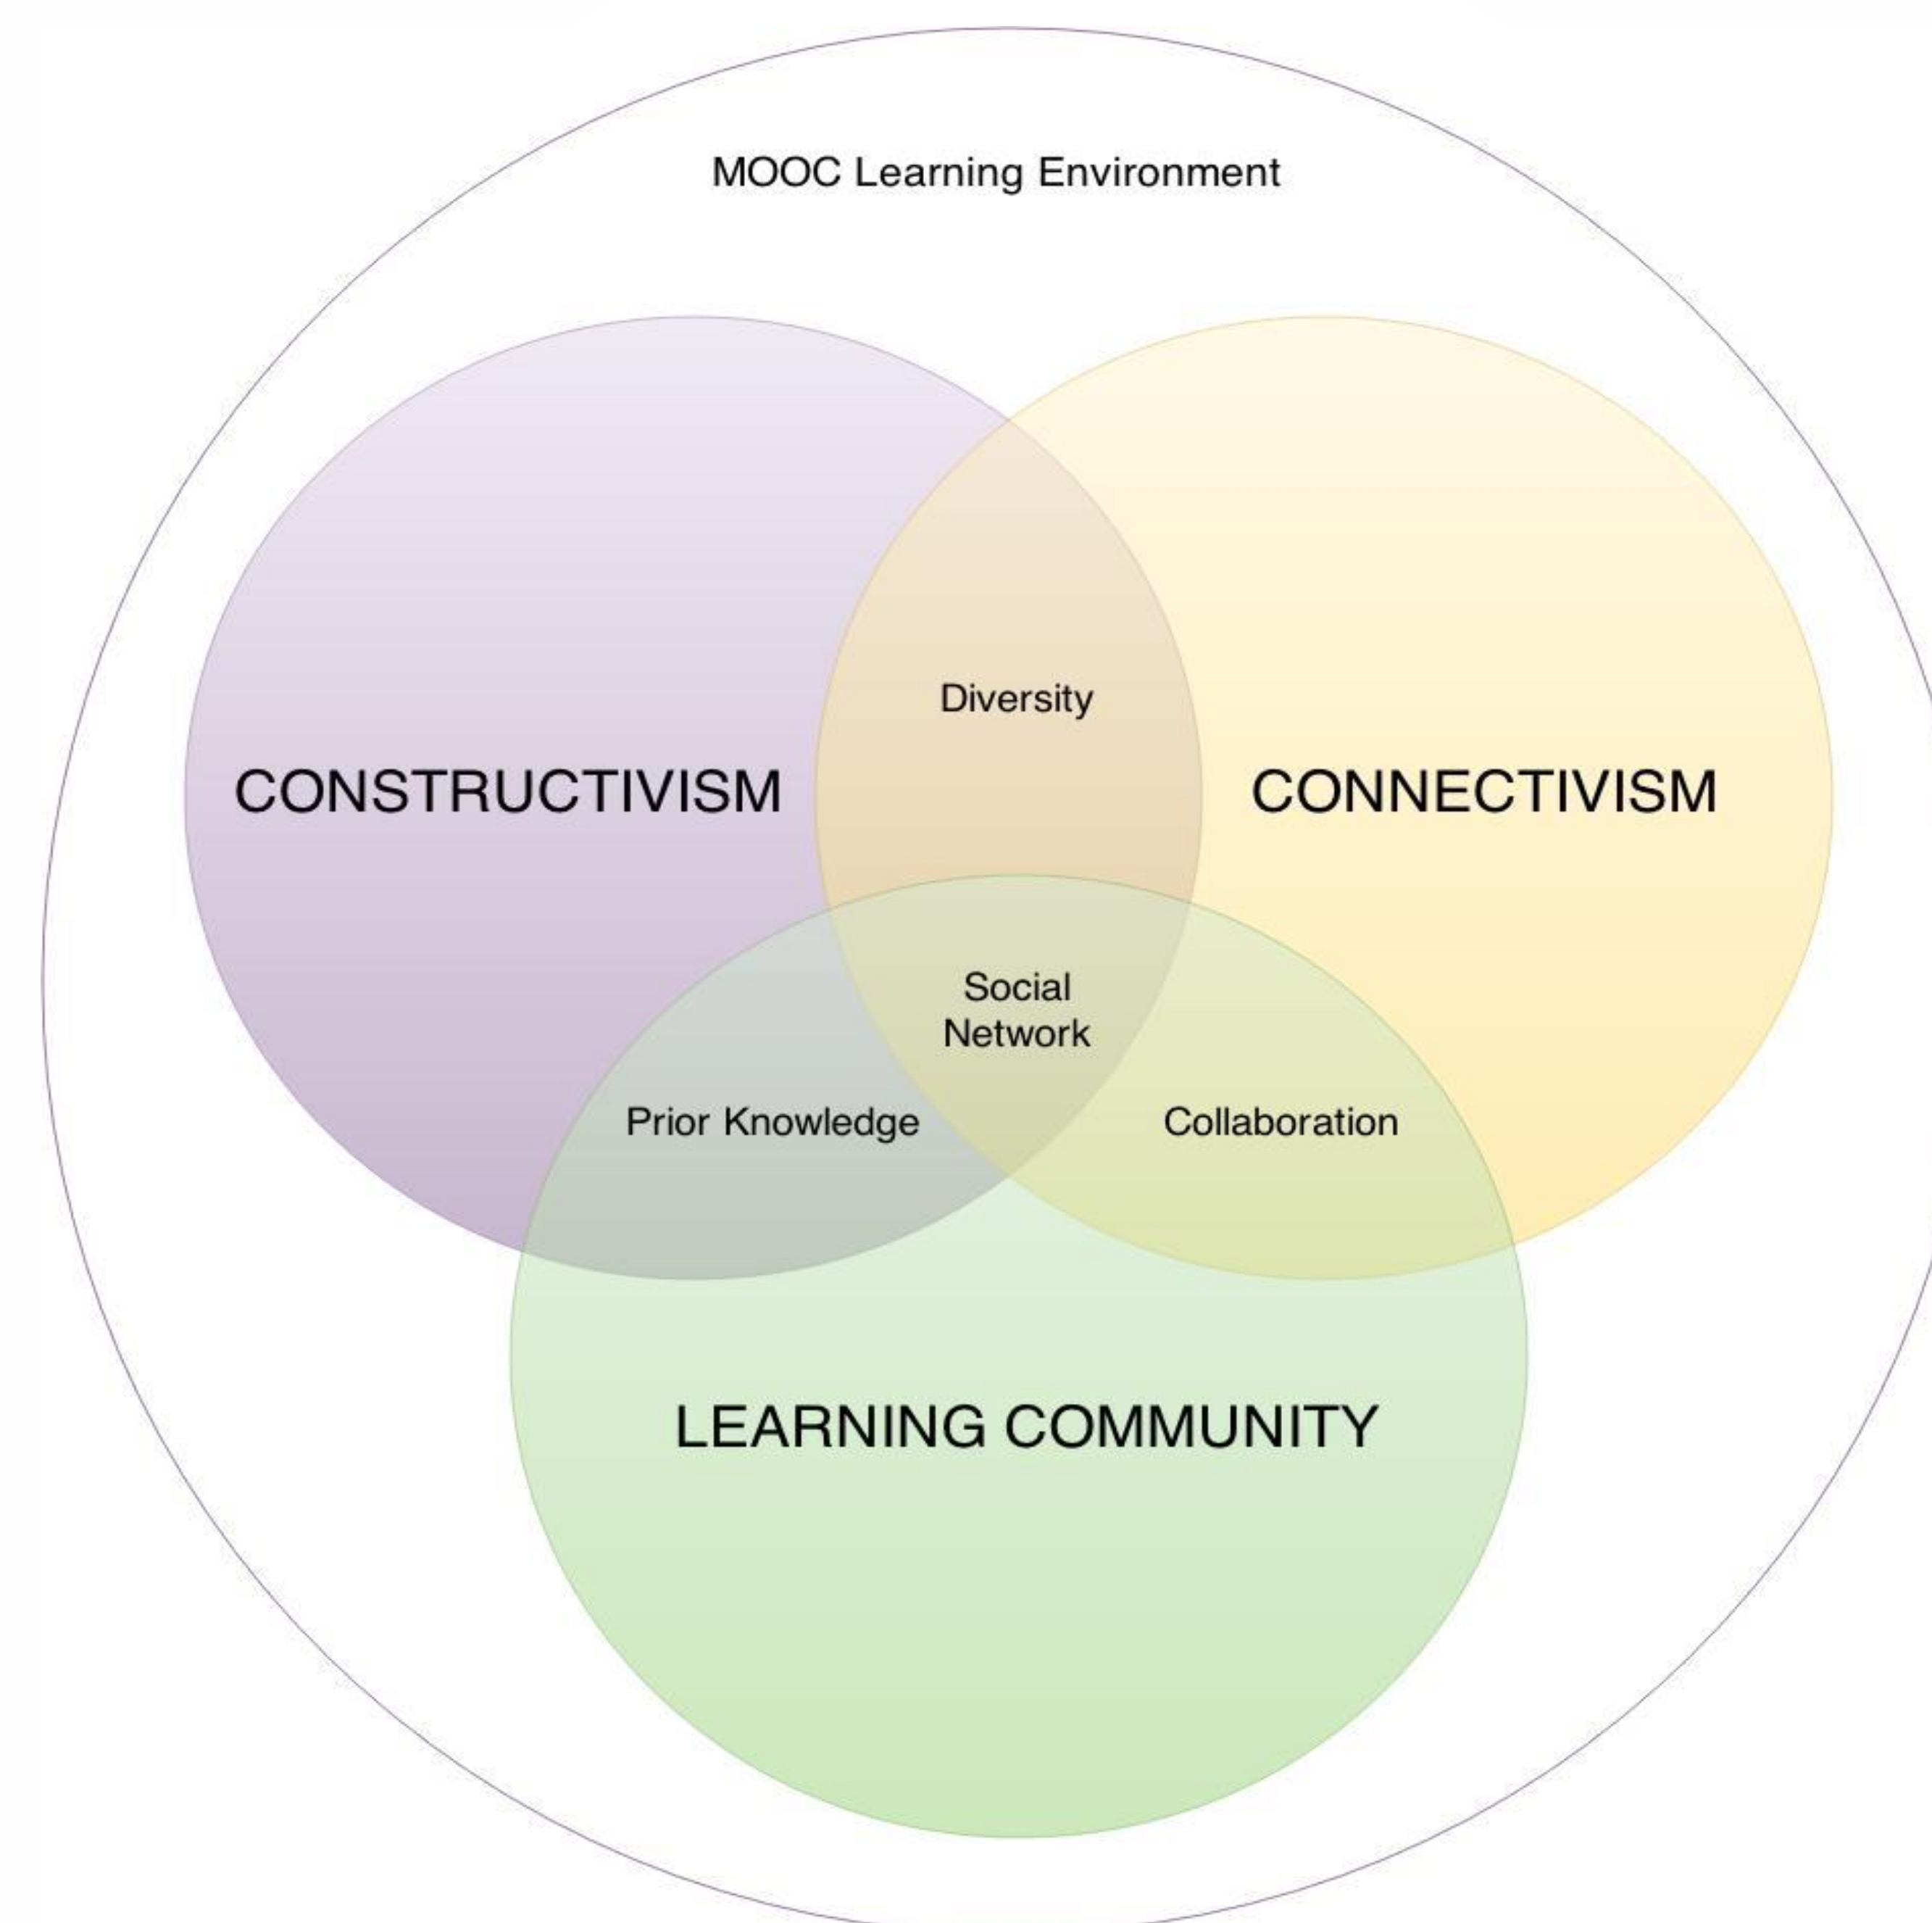 MOOC Learning Environment
Diversity
CONSTRUCTIVISM
CONNECTIVISM
Social
Network
Prior Knowledge
Collaboration
LEARNING COMMUNITY